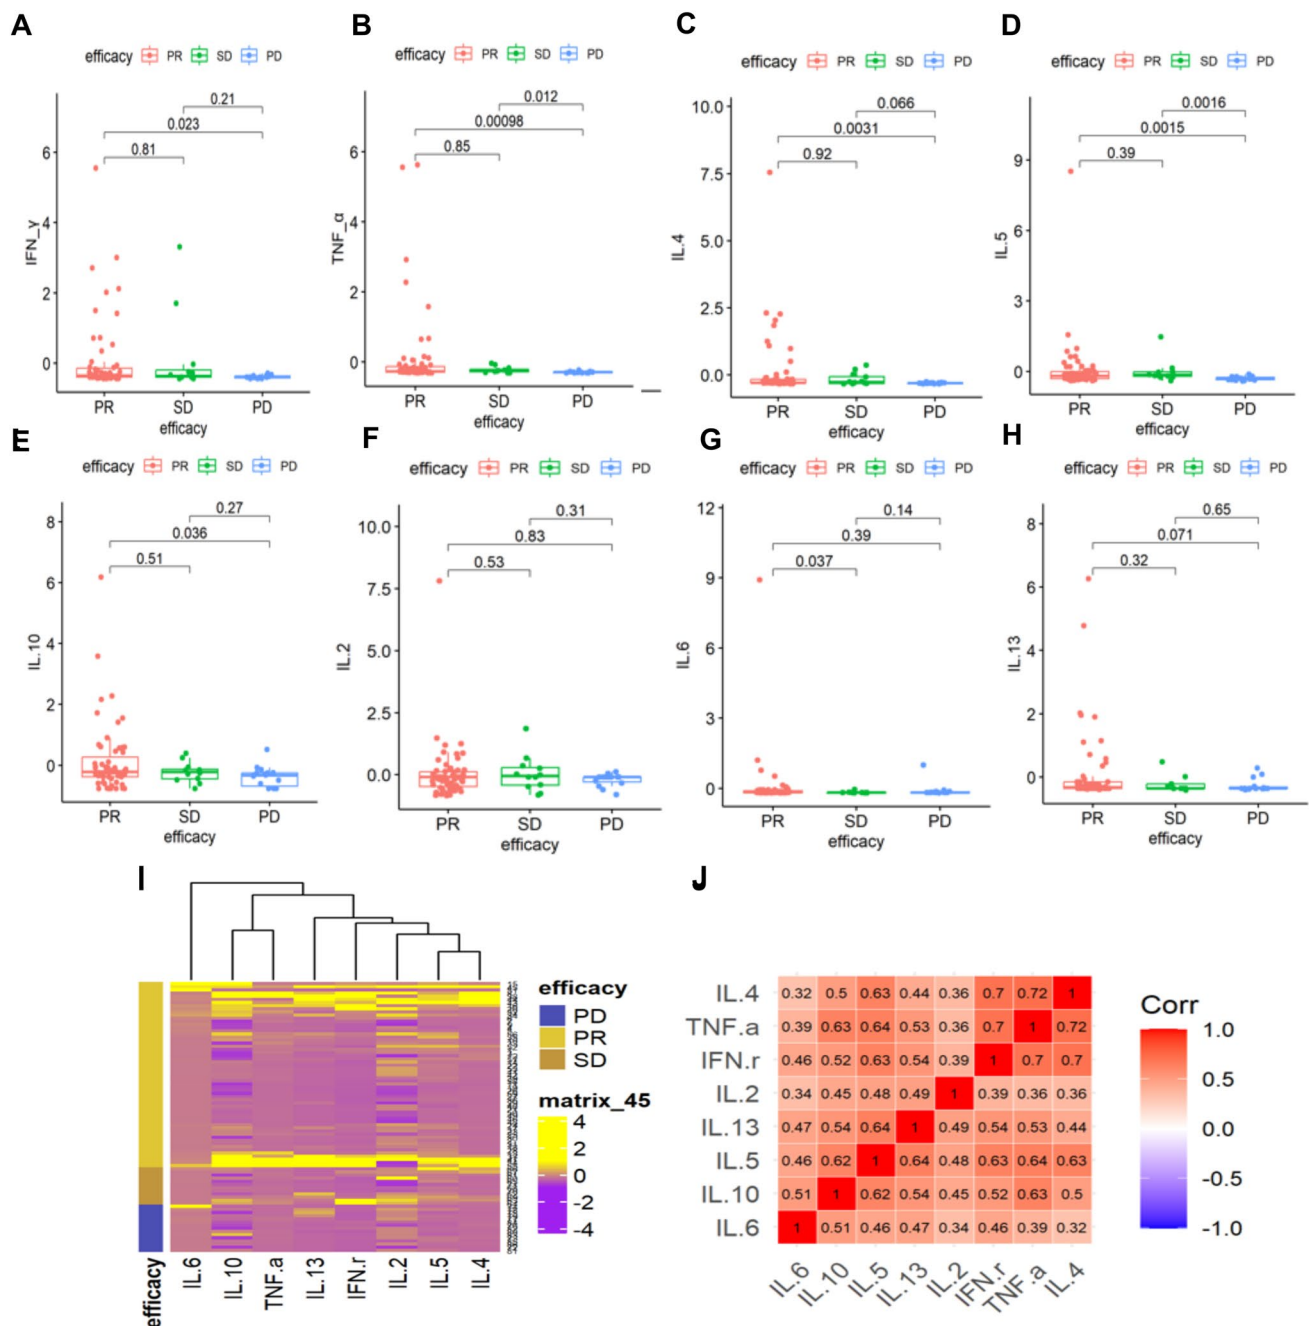 A
efficacy PR SD PD
0.21
0.023
0.81
6
4
2
0
IFN_γ
PR SD PD
efficacy
B
efficacy PR SD PD
0.012
0.00098
0.85
6
4
2
0
TNF_α
PR SD PD
efficacy
C
efficacy PR SD PD
0.066
0.0031
0.92
10.0
7.5
5.0
2.5
0.0
IL.4
PR SD PD
efficacy
D
efficacy PR SD PD
0.0016
0.0015
0.39
9
6
3
0
IL.5
PR SD PD
efficacy
E
efficacy PR SD PD
0.27
0.036
0.51
8
6
4
2
0
IL.10
PR SD PD
efficacy
F
efficacy PR SD PD
0.31
0.83
0.53
10.0
7.5
5.0
2.5
0.0
IL.2
PR SD PD
efficacy
G
efficacy PR SD PD
0.14
0.39
0.037
12
9
6
3
0
IL.6
PR SD PD
efficacy
H
efficacy PR SD PD
0.65
0.071
0.32
8
6
4
2
0
IL.13
PR SD PD
efficacy
I
efficacy
PD
PR
SD
matrix_45
4
2
0
-2
-4
efficacy IL.6 IL.10 TNF.a IL.13 IFN.r IL.2 IL.5 IL.4
J
IL.4 0.32 0.5 0.63 0.44 0.36 0.7 0.72 1
TNF.a 0.39 0.63 0.64 0.53 0.36 0.7 1 0.72
IFN.r 0.46 0.52 0.63 0.54 0.39 1 0.7 0.7
IL.2 0.34 0.45 0.48 0.49 1 0.39 0.36 0.36
IL.13 0.47 0.54 0.64 1 0.49 0.54 0.53 0.44
IL.5 0.46 0.62 1 0.64 0.48 0.63 0.64 0.63
IL.10 0.51 1 0.62 0.54 0.45 0.52 0.63 0.5
IL.6 1 0.51 0.46 0.47 0.34 0.46 0.39 0.32
IL.6 IL.10 IL.5 IL.13 IL.2 IFN.r TNF.a IL.4
Corr
1.0
0.5
0.0
-0.5
-1.0